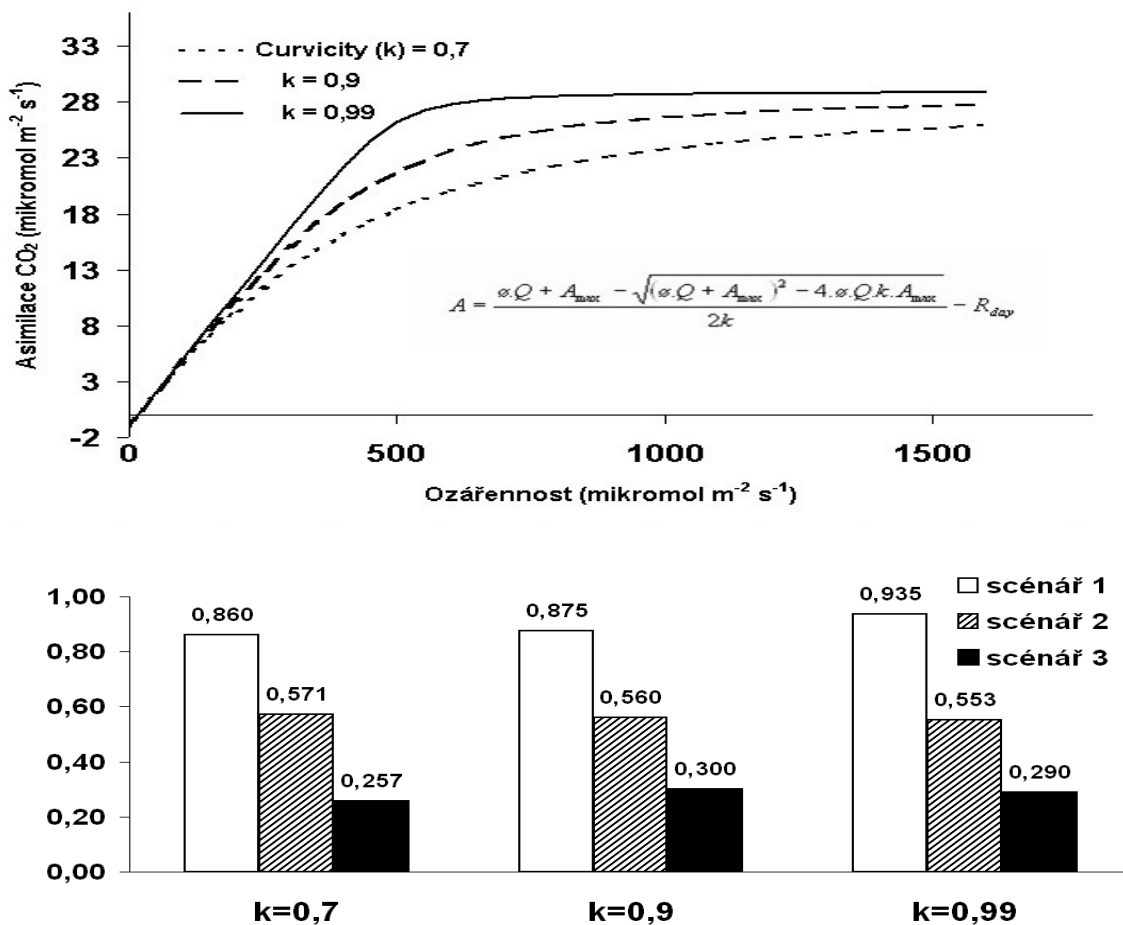 Asimilace CO₂ (mikromol m⁻² s⁻¹)
33
28
23
18
13
8
3
-2
Curvicity (k) = 0,7
k = 0,9
k = 0,99
A = (ø.Q + Amax − √((ø.Q + Amax)² − 4.ø.Q.k.Amax)) / 2k − Rday
0 500 1000 1500
Ozářennost (mikromol m⁻² s⁻¹)
1,00
0,80
0,60
0,40
0,20
0,00
0,860
0,571
0,257
0,875
0,560
0,300
0,935
0,553
0,290
scénář 1
scénář 2
scénář 3
k=0,7 k=0,9 k=0,99